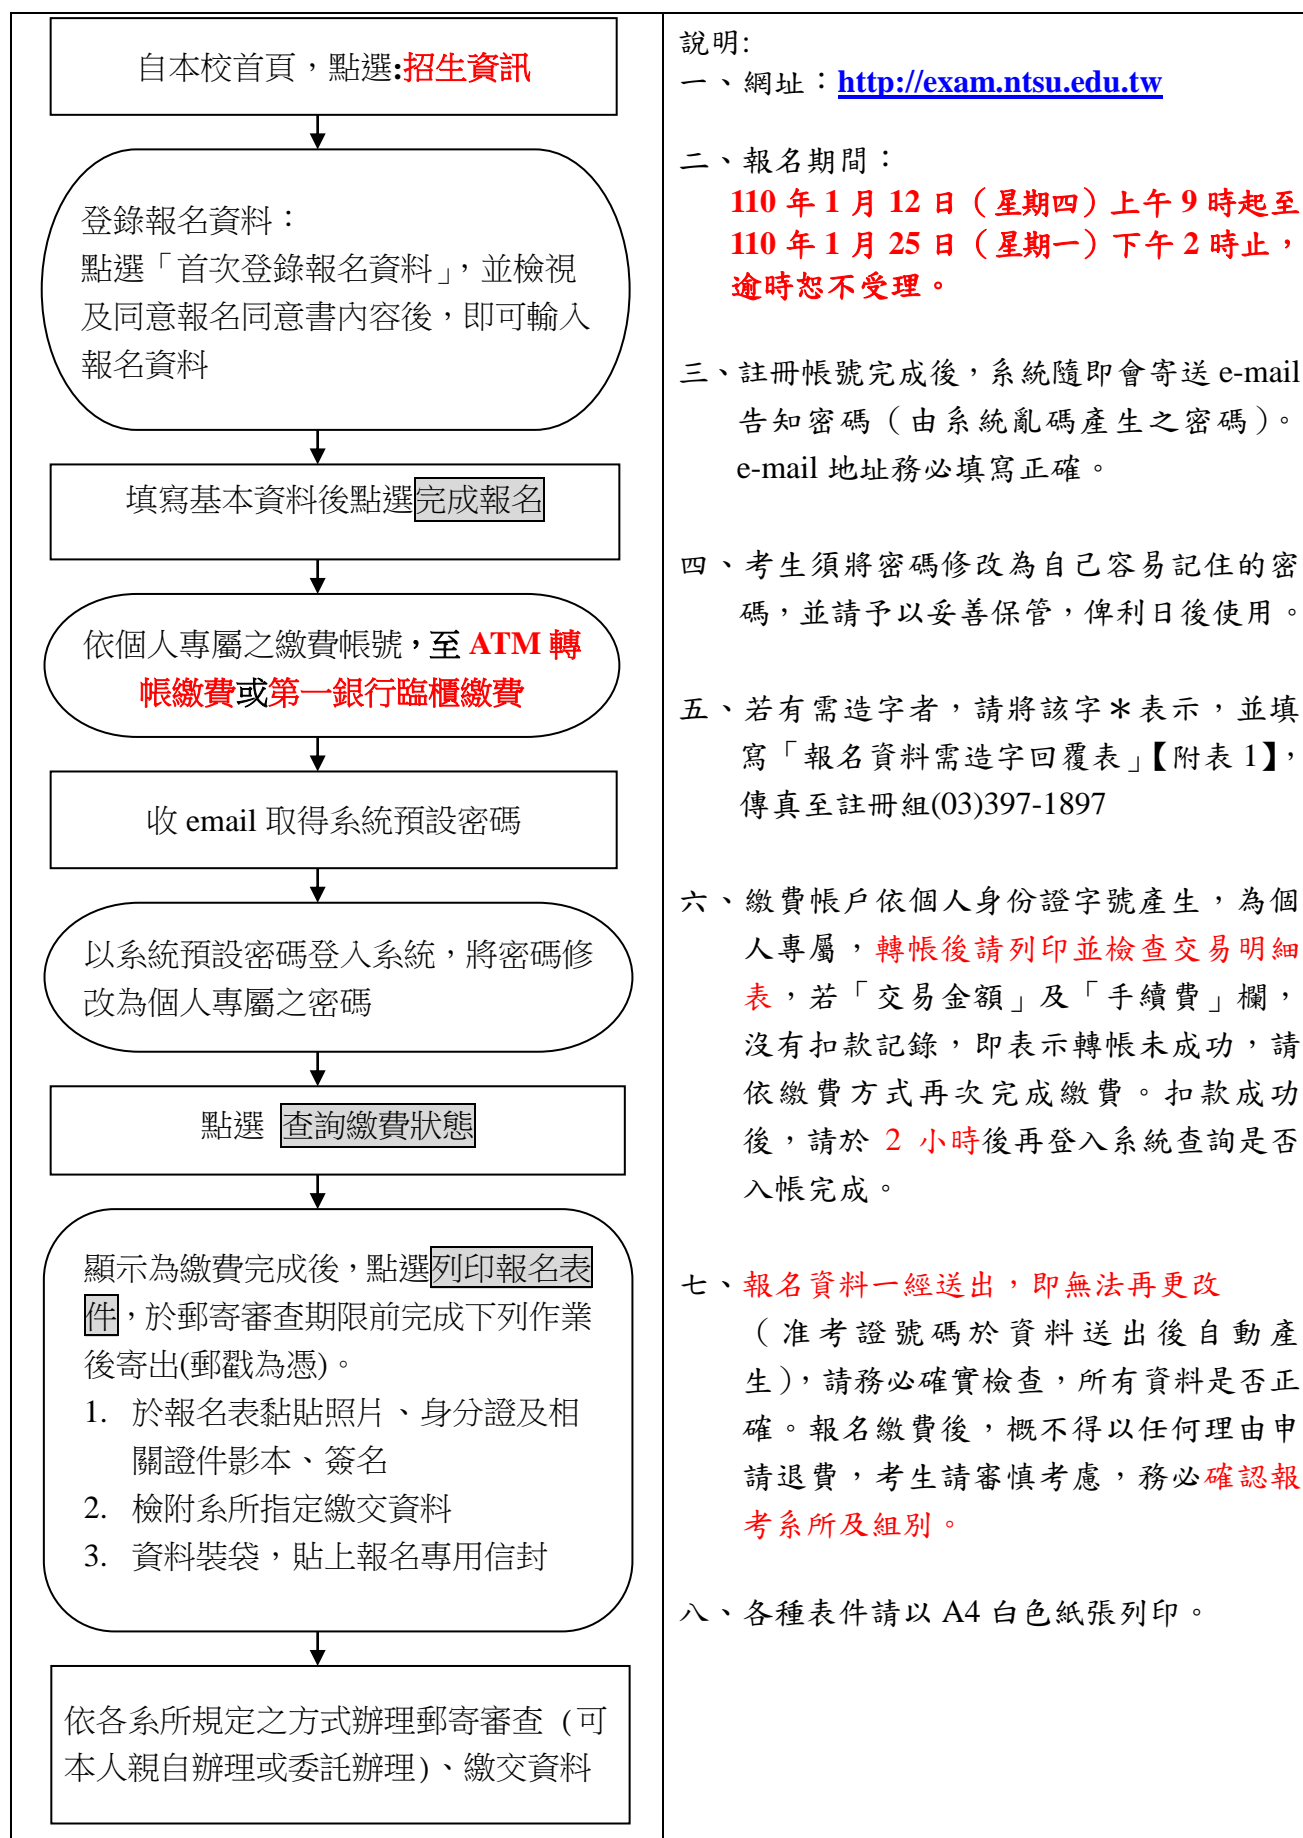 自本校首頁，點選:招生資訊
登錄報名資料：
點選「首次登錄報名資料」，並檢視
及同意報名同意書內容後，即可輸入
報名資料
填寫基本資料後點選完成報名
依個人專屬之繳費帳號，至 ATM 轉
帳繳費或第一銀行臨櫃繳費
收 email 取得系統預設密碼
以系統預設密碼登入系統，將密碼修
改為個人專屬之密碼
點選 查詢繳費狀態
顯示為繳費完成後，點選列印報名表
件，於郵寄審查期限前完成下列作業
後寄出(郵戳為憑)。
1. 於報名表黏貼照片、身分證及相
關證件影本、簽名
2. 檢附系所指定繳交資料
3. 資料裝袋，貼上報名專用信封
依各系所規定之方式辦理郵寄審查 (可
本人親自辦理或委託辦理)、繳交資料
說明:
一、網址：http://exam.ntsu.edu.tw
二、報名期間：
110 年 1 月 12 日（星期四）上午 9 時起至
110 年 1 月 25 日（星期一）下午 2 時止，
逾時恕不受理。
三、註冊帳號完成後，系統隨即會寄送 e-mail
告知密碼（由系統亂碼產生之密碼）。
e-mail 地址務必填寫正確。
四、考生須將密碼修改為自己容易記住的密
碼，並請予以妥善保管，俾利日後使用。
五、若有需造字者，請將該字＊表示，並填
寫「報名資料需造字回覆表」【附表 1】，
傳真至註冊組(03)397-1897
六、繳費帳戶依個人身份證字號產生，為個
人專屬，轉帳後請列印並檢查交易明細
表，若「交易金額」及「手續費」欄，
沒有扣款記錄，即表示轉帳未成功，請
依繳費方式再次完成繳費。扣款成功
後，請於 2 小時後再登入系統查詢是否
入帳完成。
七、報名資料一經送出，即無法再更改
（准考證號碼於資料送出後自動產
生），請務必確實檢查，所有資料是否正
確。報名繳費後，概不得以任何理由申
請退費，考生請審慎考慮，務必確認報
考系所及組別。
八、各種表件請以 A4 白色紙張列印。